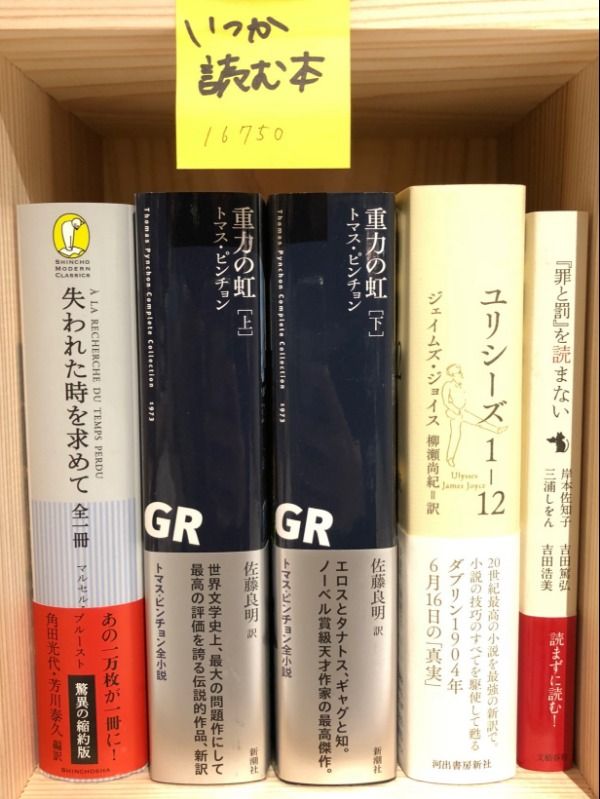 いつか
読む本
16750
SHINCHO
MODERN
CLASSICS
À LA RECHERCHE DU TEMPS PERDU
失われた時を求めて 全一冊
マルセル・プルースト
角田光代・芳川泰久 編訳
あの一万枚が一冊に!
驚異の縮約版
SHINCHOSHA
Thomas Pynchon Complete Collection 1973
重力の虹[上]
トマス・ピンチョン
GR
佐藤良明 訳
世界文学史上、最大の問題作にして
最高の評価を誇る伝説的作品、新訳
トマス・ピンチョン全小説
新潮社
Thomas Pynchon Complete Collection 1973
重力の虹[下]
トマス・ピンチョン
GR
佐藤良明 訳
エロスとタナトス、ギャグと知。
ノーベル賞級天才作家の最高傑作。
トマス・ピンチョン全小説
新潮社
ユリシーズ1-12
ジェイムズ・ジョイス 柳瀬尚紀=訳
Ulysses
James Joyce
20世紀最高の小説を最強の新訳で。
小説の技巧のすべてを駆使して甦る
ダブリン1904年
6月16日の「真実」
河出書房新社
『罪と罰』を読まない
岸本佐知子 吉田篤弘
三浦しをん 吉田浩美
読まずに読む!
文藝春秋